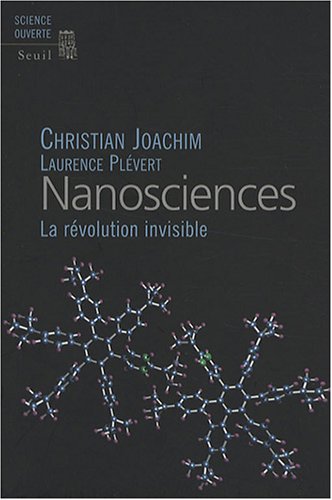 SCIENCE
OUVERTE
Seuil
CHRISTIAN JOACHIM
LAURENCE PLÉVERT
Nanosciences
La révolution invisible